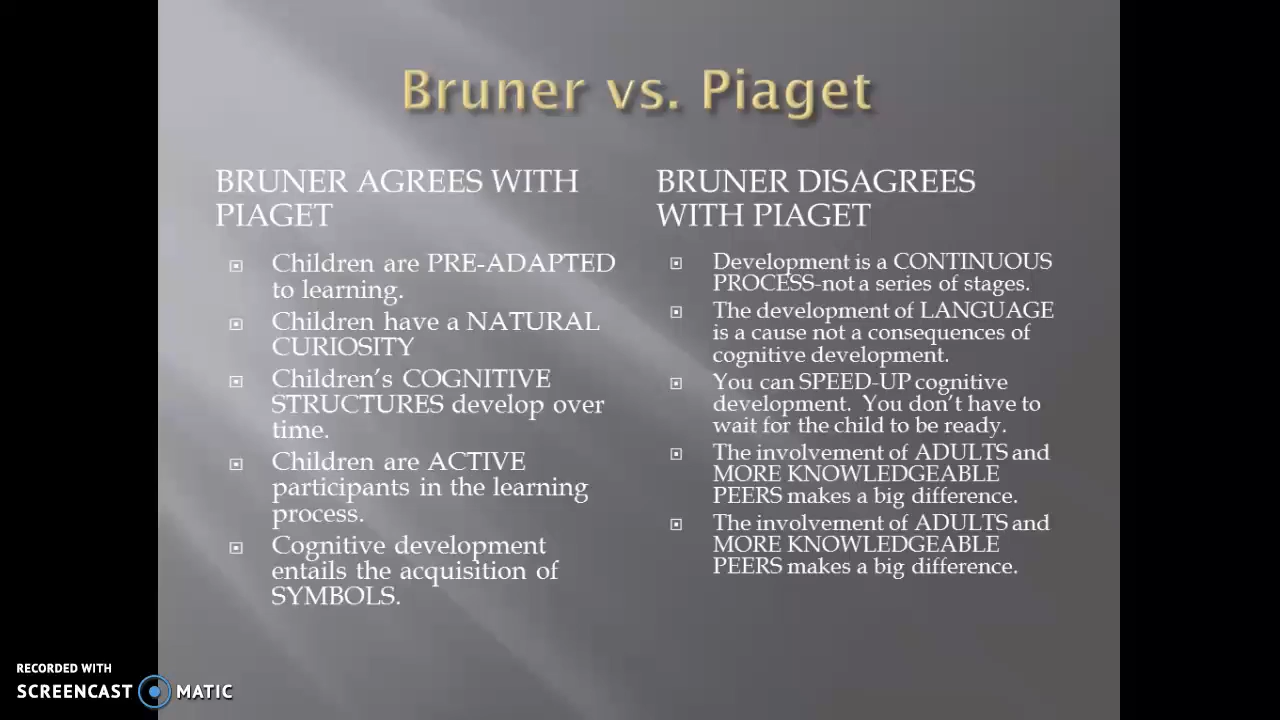 Bruner vs. Piaget
BRUNER AGREES WITH
PIAGET
Children are PRE-ADAPTED
to learning.
Children have a NATURAL
CURIOSITY
Children's COGNITIVE
STRUCTURES develop over
time.
Children are ACTIVE
participants in the learning
process.
Cognitive development
entails the acquisition of
SYMBOLS.
BRUNER DISAGREES
WITH PIAGET
Development is a CONTINUOUS
PROCESS-not a series of stages.
The development of LANGUAGE
is a cause not a consequences of
cognitive development.
You can SPEED-UP cognitive
development. You don't have to
wait for the child to be ready.
The involvement of ADULTS and
MORE KNOWLEDGEABLE
PEERS makes a big difference.
The involvement of ADULTS and
MORE KNOWLEDGEABLE
PEERS makes a big difference.
RECORDED WITH
SCREENCAST MATIC